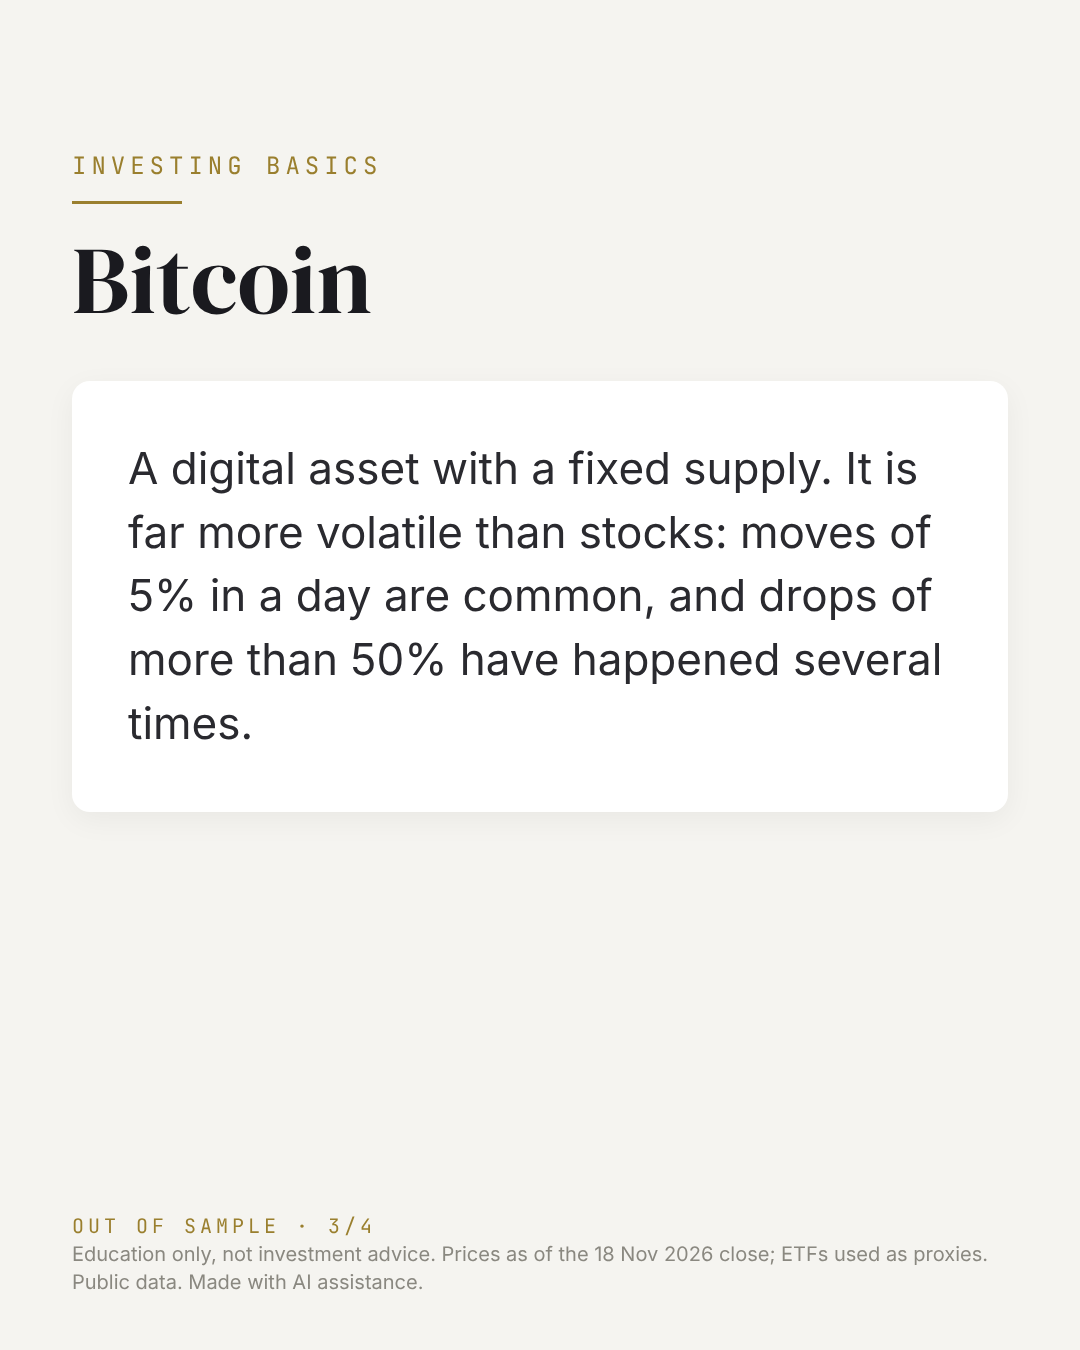 INVESTING BASICS
Bitcoin
A digital asset with a fixed supply. It is
far more volatile than stocks: moves of
5% in a day are common, and drops of
more than 50% have happened several
times.
OUT OF SAMPLE · 3/4
Education only, not investment advice. Prices as of the 18 Nov 2026 close; ETFs used as proxies.
Public data. Made with AI assistance.